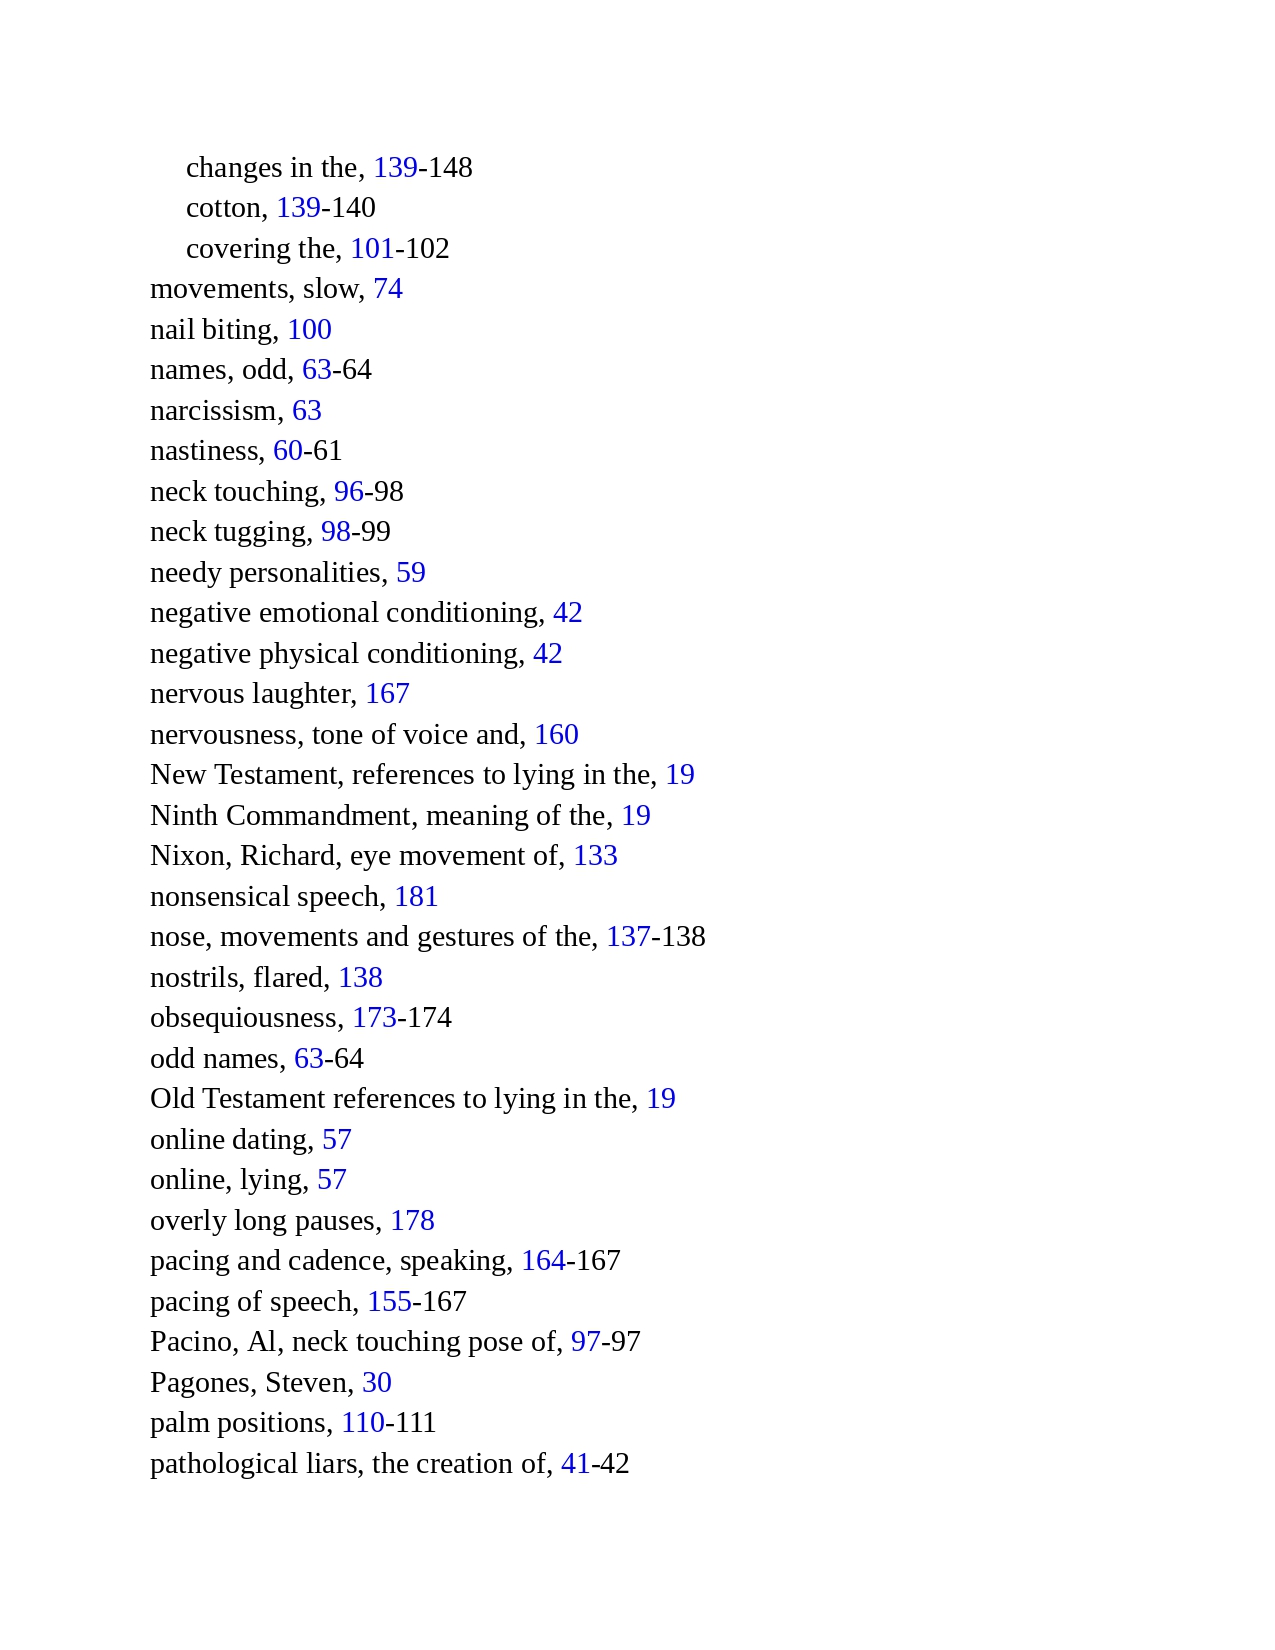 changes in the, 139-148
cotton, 139-140
covering the, 101-102
movements, slow, 74
nail biting, 100
names, odd, 63-64
narcissism, 63
nastiness, 60-61
neck touching, 96-98
neck tugging, 98-99
needy personalities, 59
negative emotional conditioning, 42
negative physical conditioning, 42
nervous laughter, 167
nervousness, tone of voice and, 160
New Testament, references to lying in the, 19
Ninth Commandment, meaning of the, 19
Nixon, Richard, eye movement of, 133
nonsensical speech, 181
nose, movements and gestures of the, 137-138
nostrils, flared, 138
obsequiousness, 173-174
odd names, 63-64
Old Testament references to lying in the, 19
online dating, 57
online, lying, 57
overly long pauses, 178
pacing and cadence, speaking, 164-167
pacing of speech, 155-167
Pacino, Al, neck touching pose of, 97-97
Pagones, Steven, 30
palm positions, 110-111
pathological liars, the creation of, 41-42